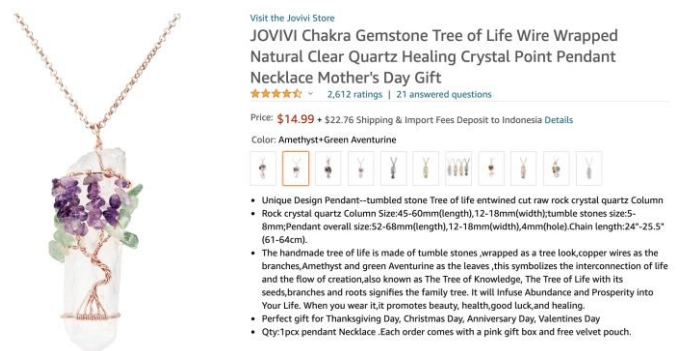 Visit the Jovivi Store
JOVIVI Chakra Gemstone Tree of Life Wire Wrapped
Natural Clear Quartz Healing Crystal Point Pendant
Necklace Mother's Day Gift
2,612 ratings | 21 answered questions
Price: $14.99 + $22.76 Shipping & Import Fees Deposit to Indonesia Details
Color: Amethyst+Green Aventurine
• Unique Design Pendant--tumbled stone Tree of life entwined cut raw rock crystal quartz Column
• Rock crystal quartz Column Size:45-60mm(length),12-18mm(width);tumble stones size:5-
8mm;Pendant overall size:52-68mm(length),12-18mm(width),4mm(hole).Chain length:24"-25.5"
(61-64cm).
• The handmade tree of life is made of tumble stones ,wrapped as a tree look,copper wires as the
branches,Amethyst and green Aventurine as the leaves ,this symbolizes the interconnection of life
and the flow of creation,also known as The Tree of Knowledge, The Tree of Life with its
seeds,branches and roots signifies the family tree. It will Infuse Abundance and Prosperity into
Your Life. When you wear it,it promotes beauty, health,good luck,and healing.
• Perfect gift for Thanksgiving Day, Christmas Day, Anniversary Day, Valentines Day
• Qty:1pcx pendant Necklace .Each order comes with a pink gift box and free velvet pouch.